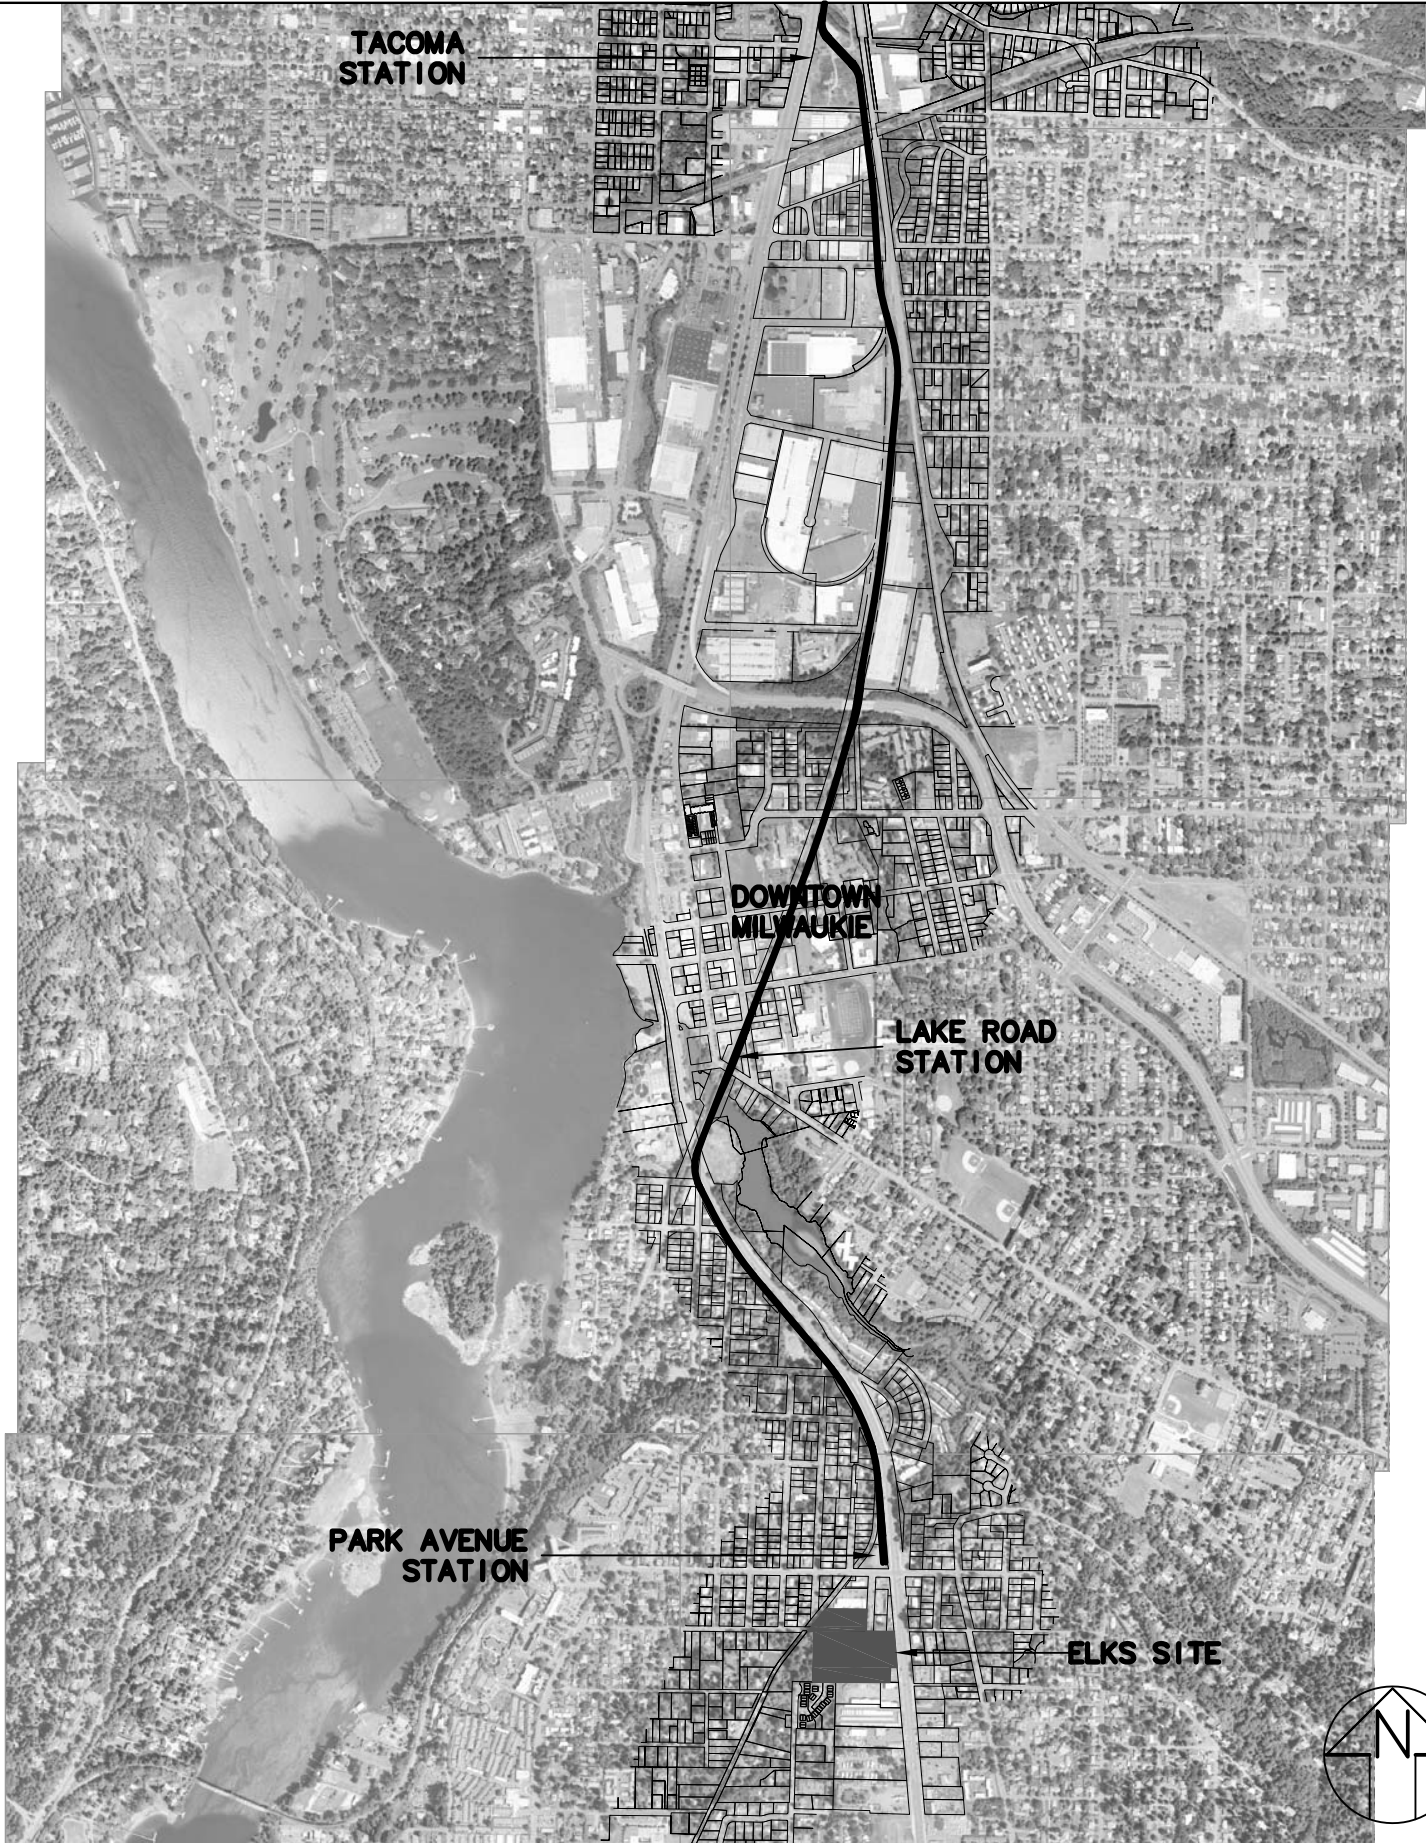 TACOMA
STATION
DOWNTOWN
MILWAUKIE
LAKE ROAD
STATION
PARK AVENUE
STATION
ELKS SITE
N